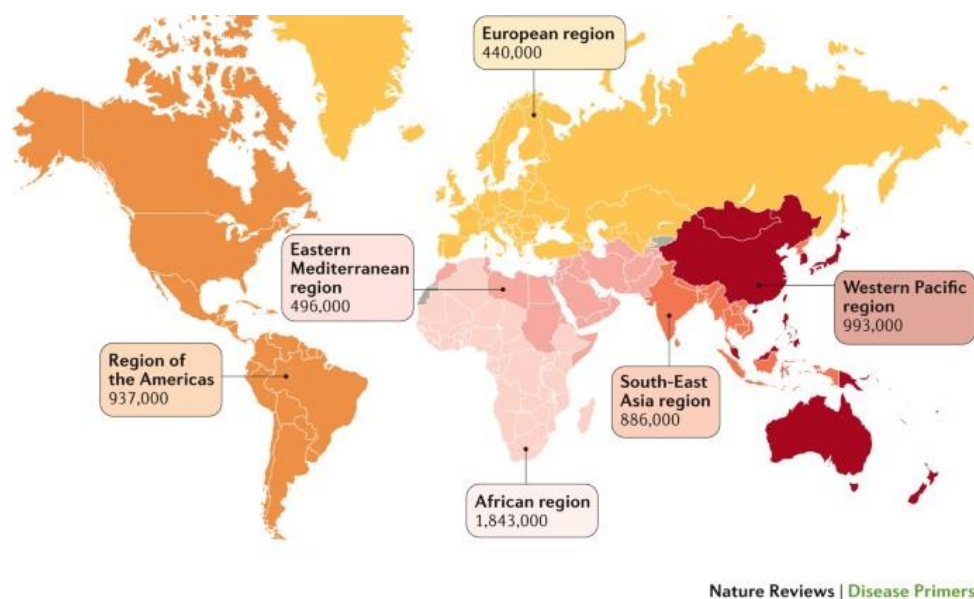 European region
440,000
Eastern
Mediterranean
region
496,000
Western Pacific
region
993,000
Region of
the Americas
937,000
South-East
Asia region
886,000
African region
1,843,000
Nature Reviews | Disease Primers